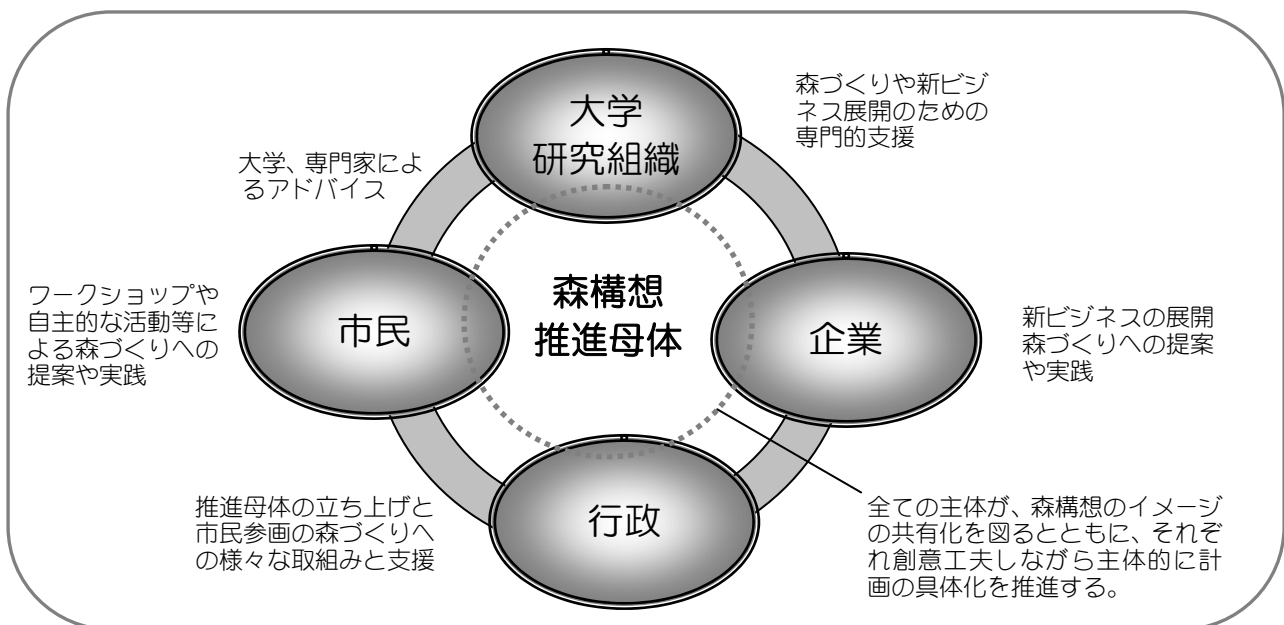 大学
研究組織
森づくりや新ビジ
ネス展開のための
専門的支援
大学、専門家によ
るアドバイス
ワークショップや
自主的な活動等に
よる森づくりへの
提案や実践
市民
森構想
推進母体
企業
新ビジネスの展開
森づくりへの提案
や実践
推進母体の立ち上げと
市民参画の森づくりへ
の様々な取組みと支援
行政
全ての主体が、森構想のイメージ
の共有化を図るとともに、それぞ
れ創意工夫しながら主体的に計
画の具体化を推進する。